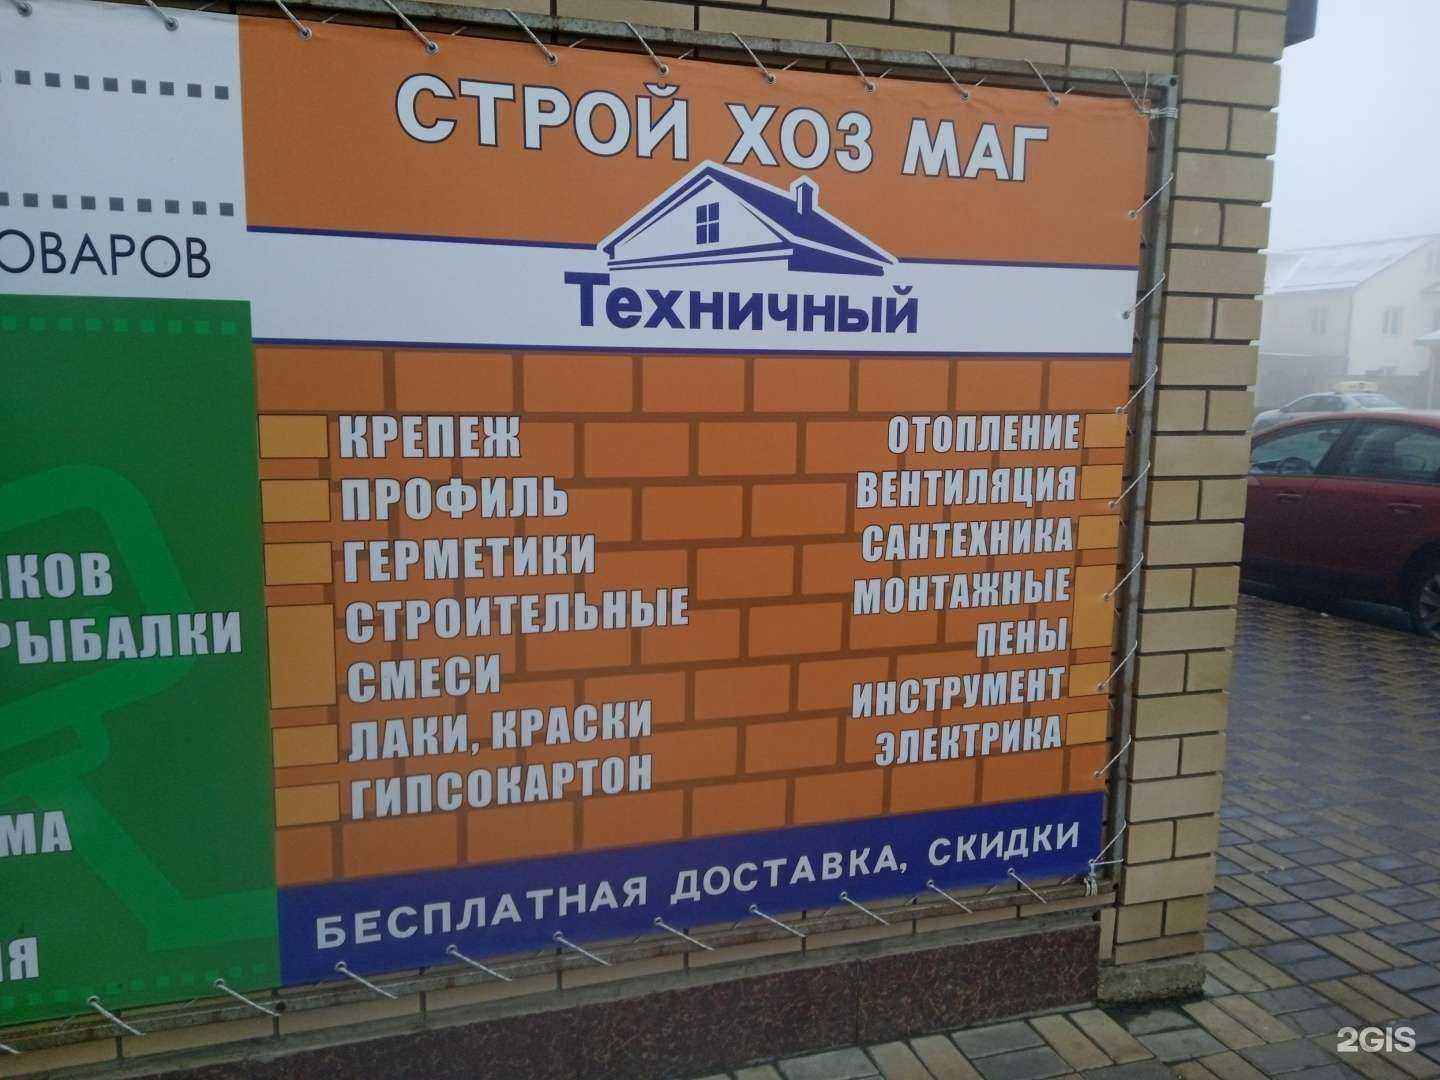 СТРОЙ ХОЗ МАГ
Техничный
КРЕПЕЖ
ПРОФИЛЬ
ГЕРМЕТИКИ
СТРОИТЕЛЬНЫЕ
СМЕСИ
ЛАКИ, КРАСКИ
ГИПСОКАРТОН
ОТОПЛЕНИЕ
ВЕНТИЛЯЦИЯ
САНТЕХНИКА
МОНТАЖНЫЕ
ПЕНЫ
ИНСТРУМЕНТ
ЭЛЕКТРИКА
БЕСПЛАТНАЯ ДОСТАВКА, СКИДКИ
ОВАРОВ
ИКОВ
РЫБАЛКИ
МА
ИЯ
2GIS